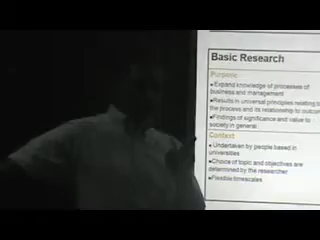 Basic Research
Purpose:
•Expand knowledge of processes of
business and management
•Results in universal principles relating to
the process and its relationship to outcom
•Findings of significance and value to
society in general
Context:
• Undertaken by people based in
universities
•Choice of topic and objectives are
determined by the researcher
•Flexible timescales